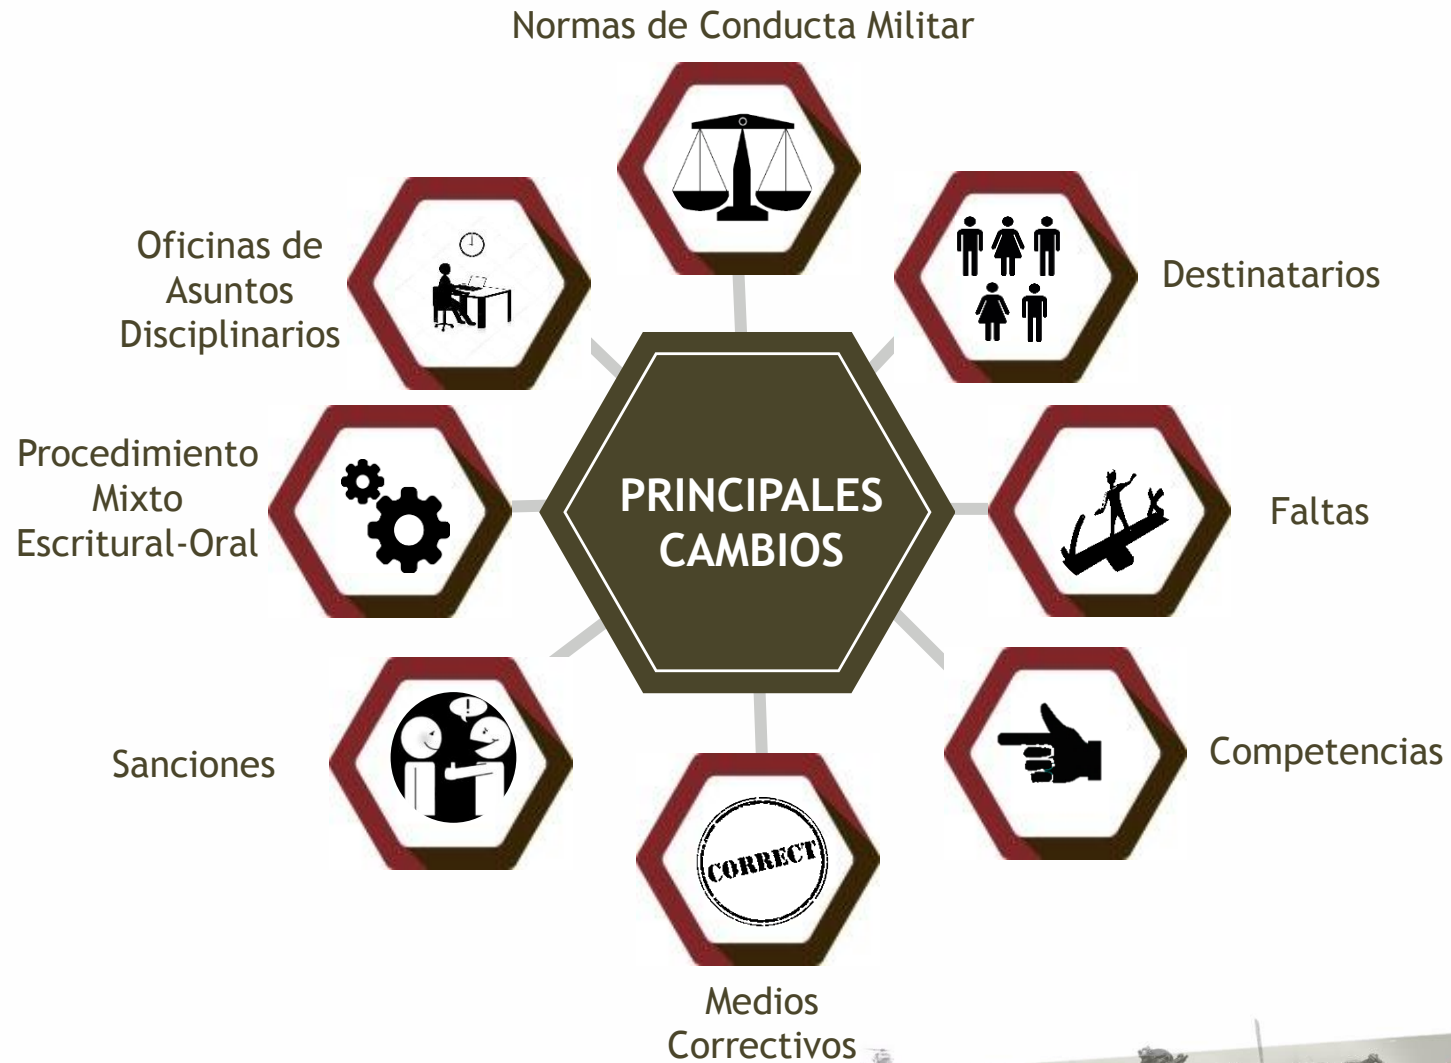 Normas de Conducta Militar
Oficinas de
Asuntos
Disciplinarios
Destinatarios
Procedimiento
Mixto
Escritural-Oral
PRINCIPALES
CAMBIOS
Faltas
Sanciones
!
Competencias
CORRECT
Medios
Correctivos